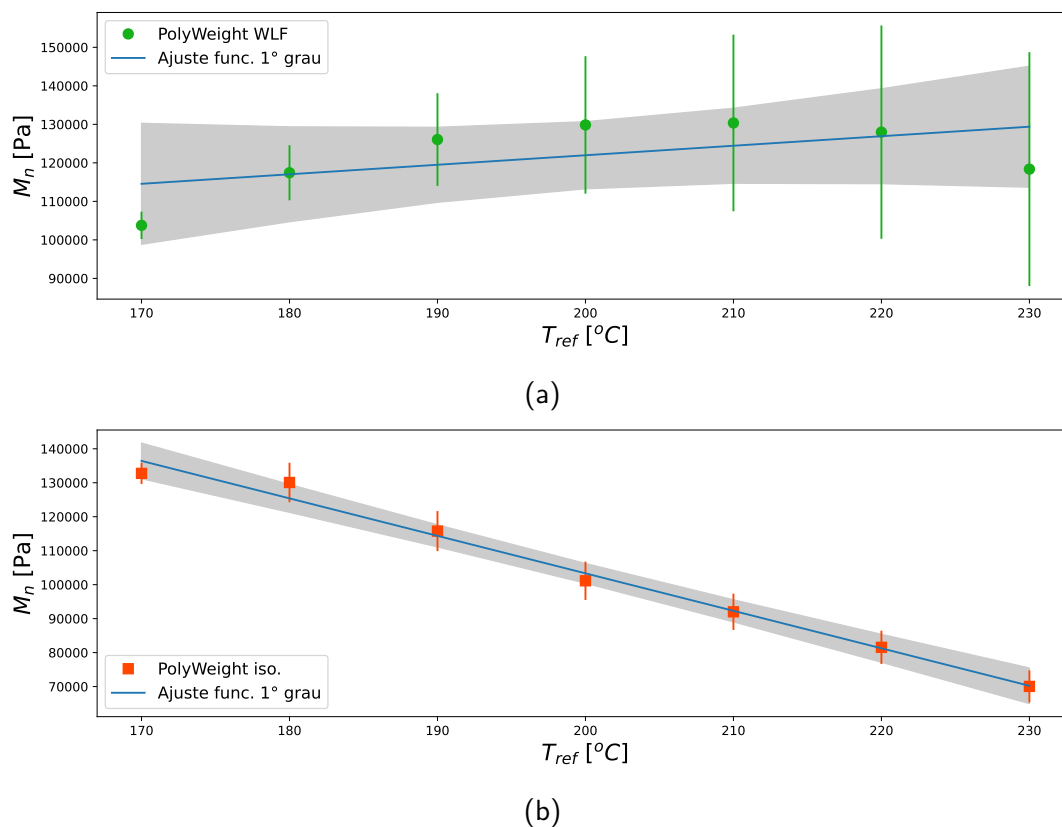 PolyWeight WLF
Ajuste func. 1° grau
M_n [Pa]
150000
140000
130000
120000
110000
100000
90000
170 180 190 200 210 220 230
T_ref [°C]
(a)
M_n [Pa]
140000
130000
120000
110000
100000
90000
80000
70000
PolyWeight iso.
Ajuste func. 1° grau
170 180 190 200 210 220 230
T_ref [°C]
(b)